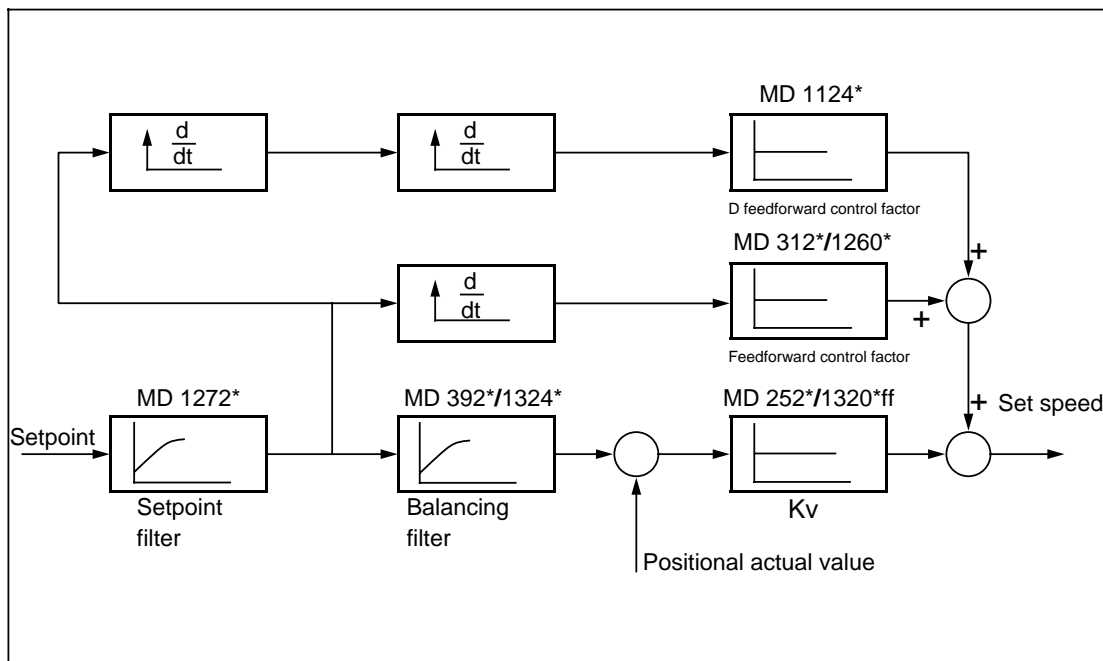 MD 1124*
d
dt
d
dt
D feedforward control factor
MD 312*/1260*
+
d
dt
+
Feedforward control factor
MD 1272*
MD 392*/1324*
MD 252*/1320*ff
+ Set speed
Setpoint
Setpoint
filter
Balancing
filter
Kv
Positional actual value